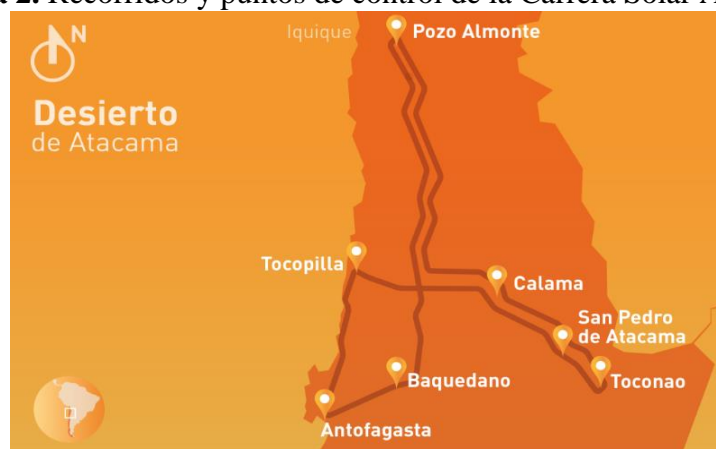 2. Recorridos y puntos de control de la Carrera Solar
N
Iquique
Pozo Almonte
Desierto
de Atacama
Tocopilla
Calama
San Pedro
de Atacama
Baquedano
Toconao
Antofagasta